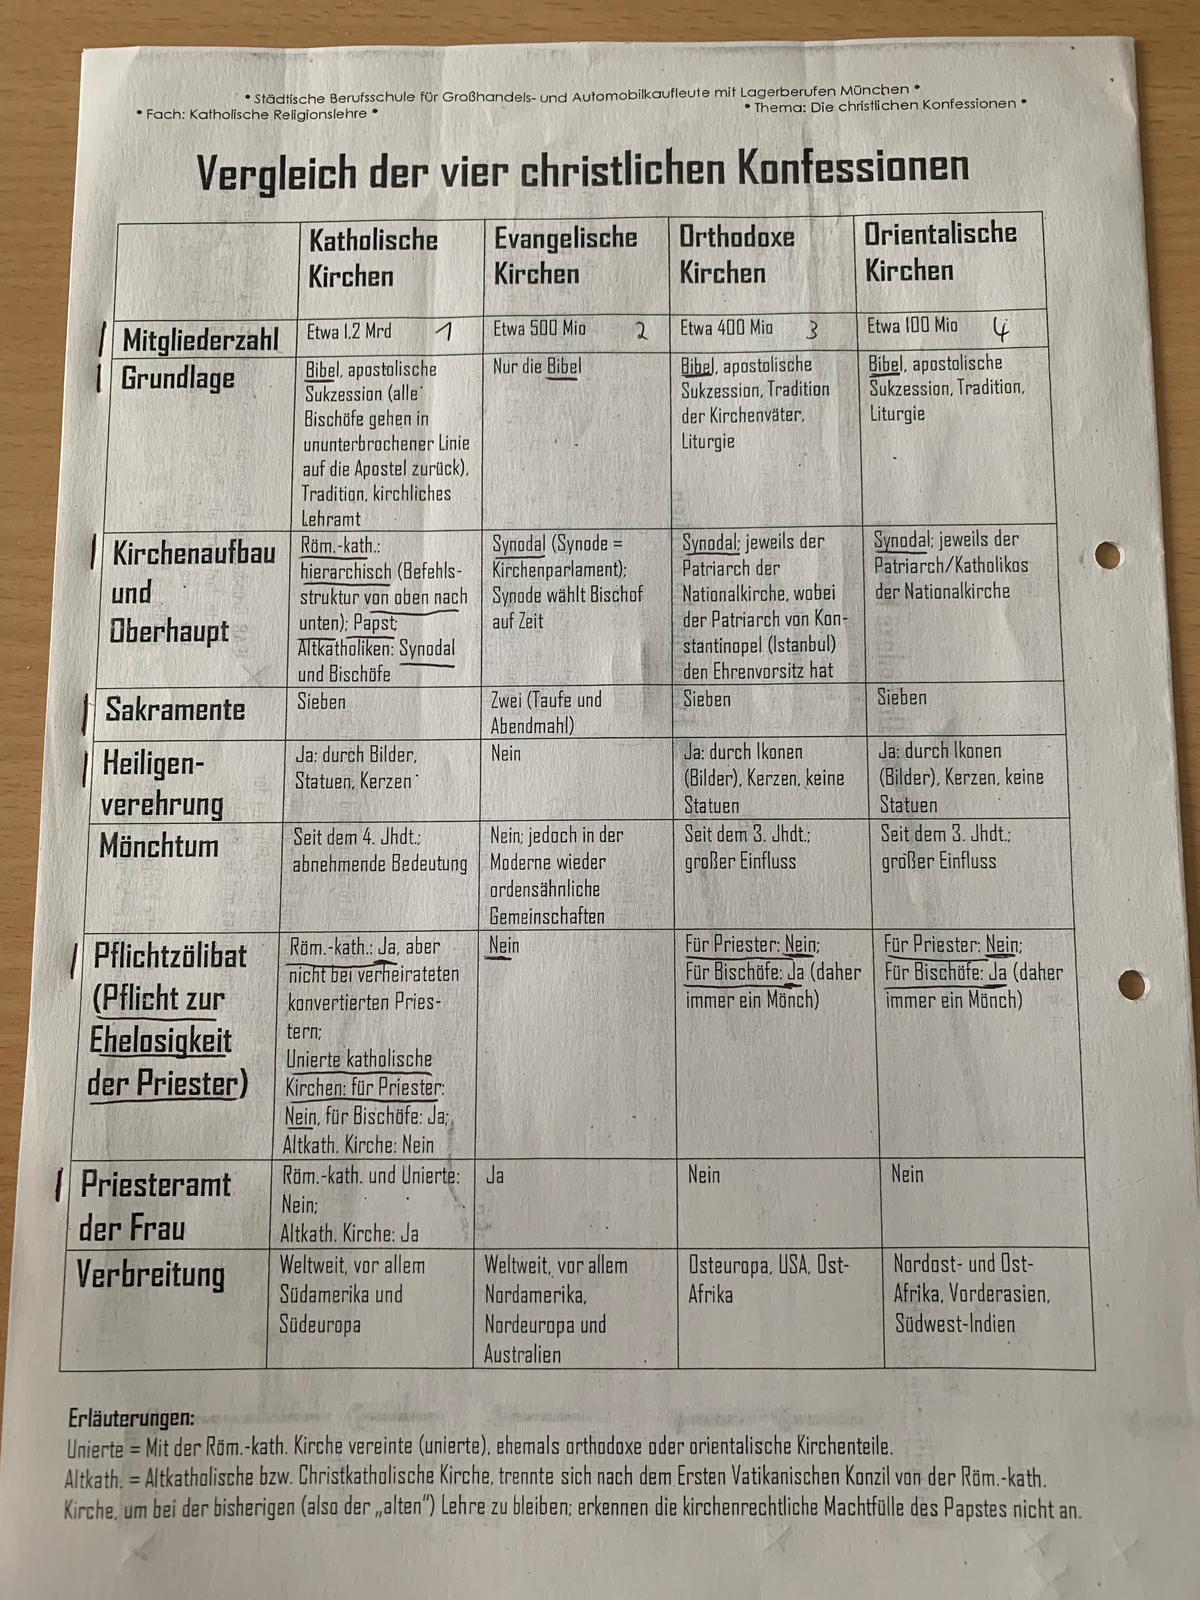 * Städtische Berufsschule für Großhandels- und Automobilkaufleute mit Lagerberufen München *
* Fach: Katholische Religionslehre *
* Thema: Die christlichen Konfessionen *
Vergleich der vier christlichen Konfessionen
Katholische
Kirchen
Evangelische
Kirchen
Orthodoxe
Kirchen
Orientalische
Kirchen
Mitgliederzahl
Etwa 1,2 Mrd 1
Etwa 500 Mio 2
Etwa 400 Mio 3
Etwa 100 Mio 4
Grundlage
Bibel, apostolische
Sukzession (alle
Bischöfe gehen in
ununterbrochener Linie
auf die Apostel zurück),
Tradition, kirchliches
Lehramt
Nur die Bibel
Bibel, apostolische
Sukzession, Tradition
der Kirchenväter,
Liturgie
Bibel, apostolische
Sukzession, Tradition,
Liturgie
Kirchenaufbau
und
Oberhaupt
Röm.-kath.:
hierarchisch (Befehls-
struktur von oben nach
unten); Papst;
Altkatholiken: Synodal
und Bischöfe
Synodal (Synode =
Kirchenparlament);
Synode wählt Bischof
auf Zeit
Synodal; jeweils der
Patriarch der
Nationalkirche, wobei
der Patriarch von Kon-
stantinopel (Istanbul)
den Ehrenvorsitz hat
Synodal; jeweils der
Patriarch/Katholikos
der Nationalkirche
Sakramente
Sieben
Zwei (Taufe und
Abendmahl)
Sieben
Sieben
Heiligen-
verehrung
Ja: durch Bilder,
Statuen, Kerzen
Nein
Ja: durch Ikonen
(Bilder), Kerzen, keine
Statuen
Ja: durch Ikonen
(Bilder), Kerzen, keine
Statuen
Mönchtum
Seit dem 4. Jhdt.;
abnehmende Bedeutung
Nein; jedoch in der
Moderne wieder
ordensähnliche
Gemeinschaften
Seit dem 3. Jhdt.;
großer Einfluss
Seit dem 3. Jhdt.;
großer Einfluss
Pflichtzölibat
(Pflicht zur
Ehelosigkeit
der Priester)
Röm.-kath.: Ja, aber
nicht bei verheirateten
konvertierten Pries-
tern;
Unierte katholische
Kirchen: für Priester:
Nein, für Bischöfe: Ja;
Altkath. Kirche: Nein
Nein
Für Priester: Nein;
Für Bischöfe: Ja (daher
immer ein Mönch)
Für Priester: Nein;
Für Bischöfe: Ja (daher
immer ein Mönch)
Priesteramt
der Frau
Röm.-kath. und Unierte:
Nein;
Altkath. Kirche: Ja
Ja
Nein
Nein
Verbreitung
Weltweit, vor allem
Südamerika und
Südeuropa
Weltweit, vor allem
Nordamerika,
Nordeuropa und
Australien
Osteuropa, USA, Ost-
Afrika
Nordost- und Ost-
Afrika, Vorderasien,
Südwest-Indien
Erläuterungen:
Unierte = Mit der Röm.-kath. Kirche vereinte (unierte), ehemals orthodoxe oder orientalische Kirchenteile.
Altkath. = Altkatholische bzw. Christkatholische Kirche, trennte sich nach dem Ersten Vatikanischen Konzil von der Röm.-kath.
Kirche, um bei der bisherigen (also der „alten“) Lehre zu bleiben; erkennen die kirchenrechtliche Machtfülle des Papstes nicht an.